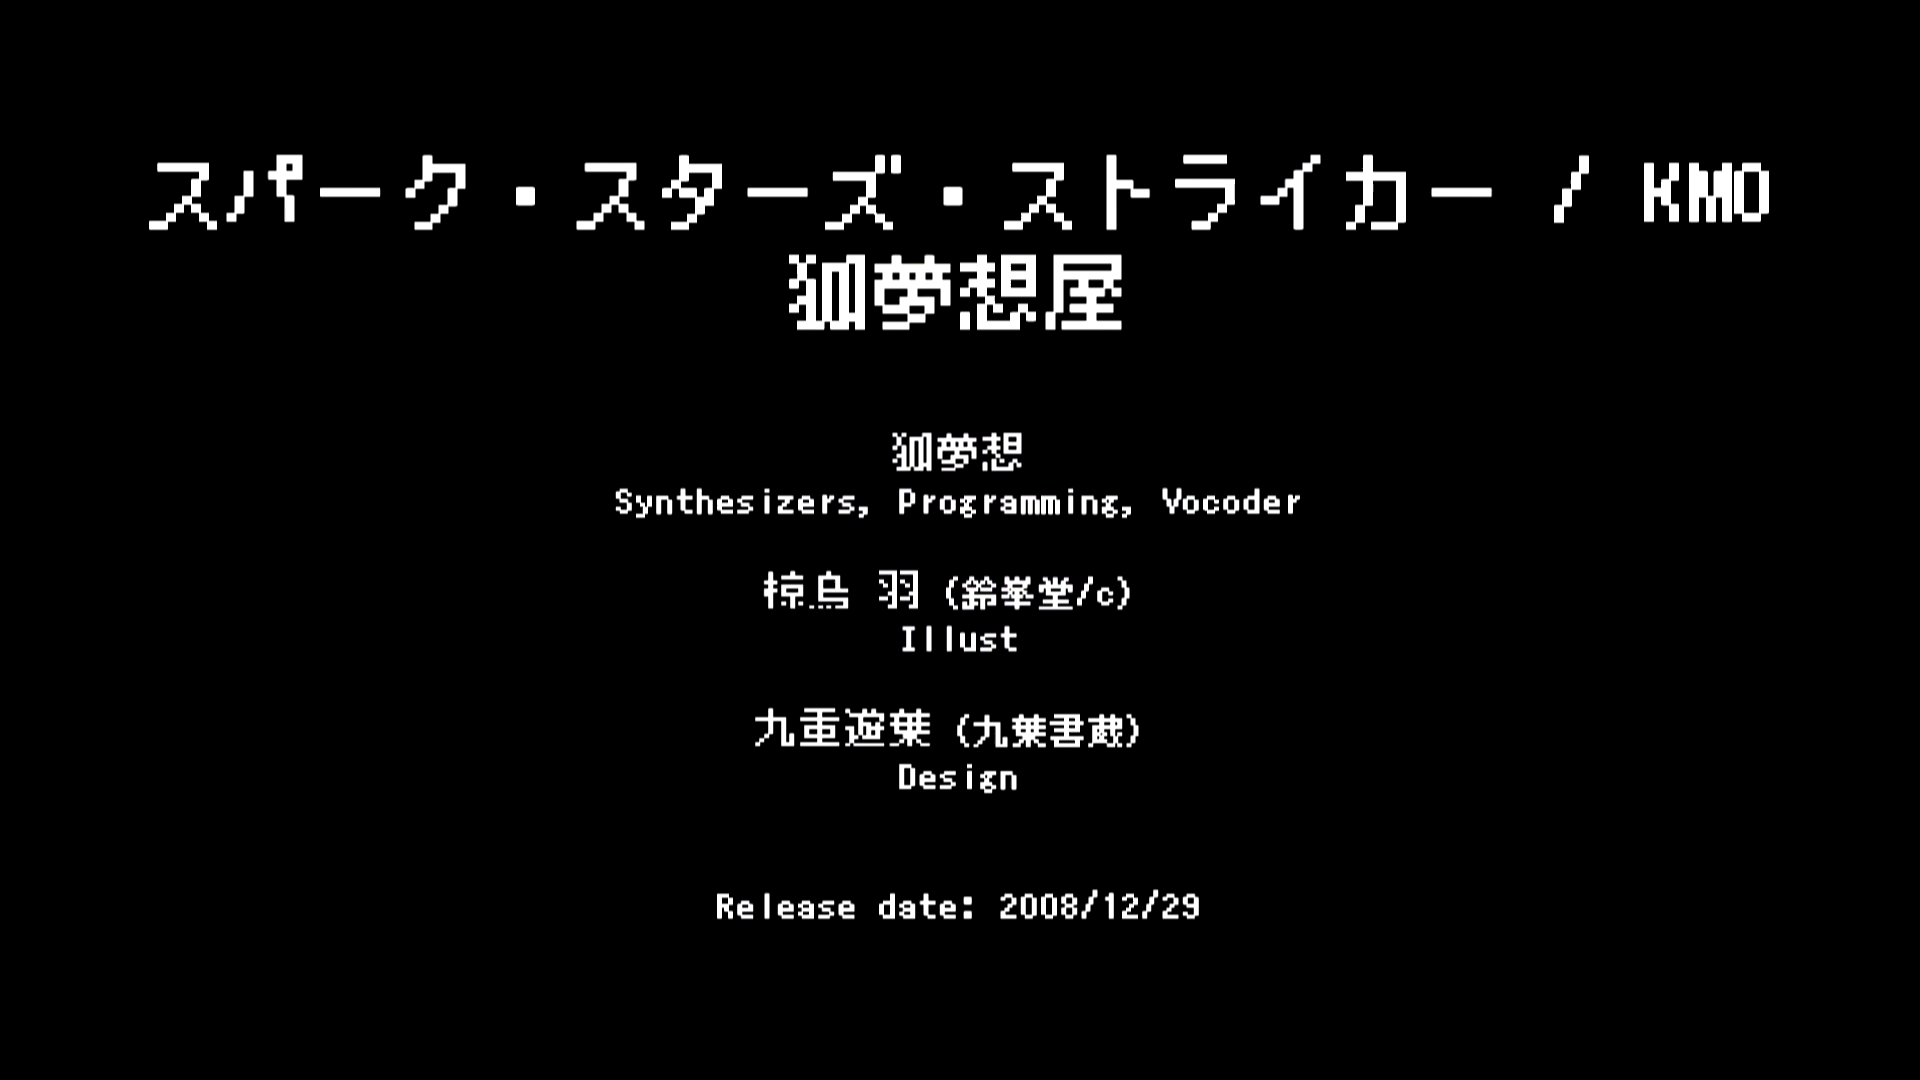 スパーク・スターズ・ストライカー / KMO
狐夢想屋
狐夢想
Synthesizers, Programming, Vocoder
椋鳥 羽 (鈴峯堂/c)
Illust
九重遊葉 (九葉書蔵)
Design
Release date: 2008/12/29